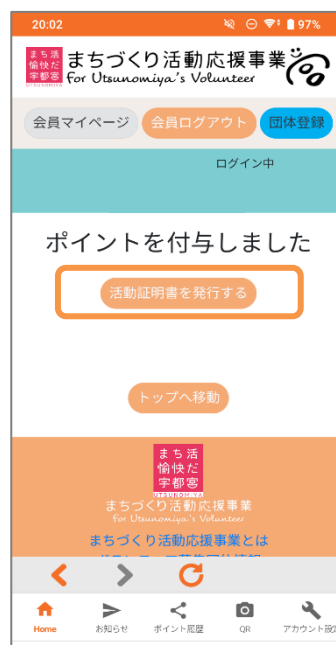 20:02
97%
まち活
愉快だ
宇都宮
UTSUNOMIYA
まちづくり活動応援事業
For Utsunomiya's Volunteer
会員マイページ
会員ログアウト
団体登録
ログイン中
ポイントを付与しました
活動証明書を発行する
トップへ移動
まち活
愉快だ
宇都宮
UTSUNOMIYA
まちづくり活動応援事業
for Utsunomiya's Volunteer
まちづくり活動応援事業とは
Home
お知らせ
ポイント履歴
QR
アカウント設